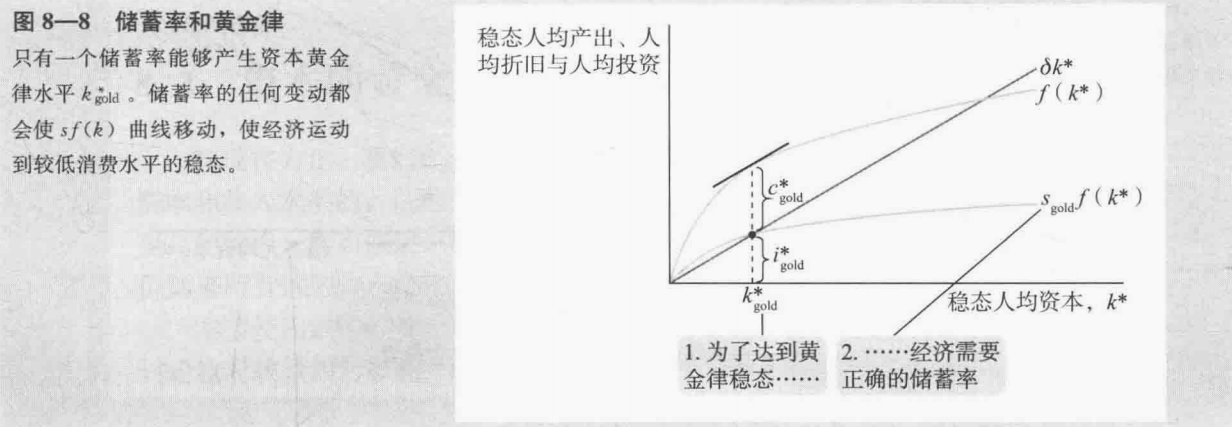 图 8—8 储蓄率和黄金律
只有一个储蓄率能够产生资本黄金
律水平 k*gold 。储蓄率的任何变动都
会使 sf(k) 曲线移动，使经济运动
到较低消费水平的稳态。
稳态人均产出、人
均折旧与人均投资
δk*
f（k*）
c*gold
sgold f（k*）
i*gold
k*gold
稳态人均资本，k*
1. 为了达到黄
金律稳态……
2. ……经济需要
正确的储蓄率